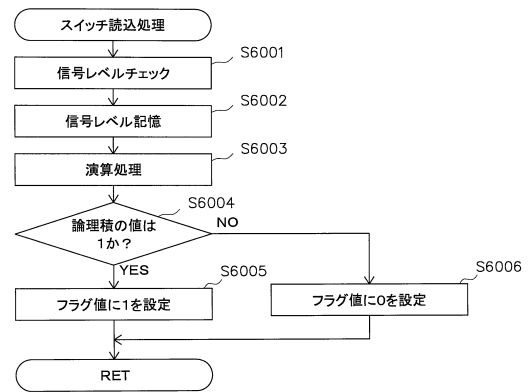 スイッチ読込処理
S6001
信号レベルチェック
S6002
信号レベル記憶
S6003
演算処理
S6004
論理積の値は
1か？
NO
YES
S6005
S6006
フラグ値に1を設定
フラグ値に0を設定
RET